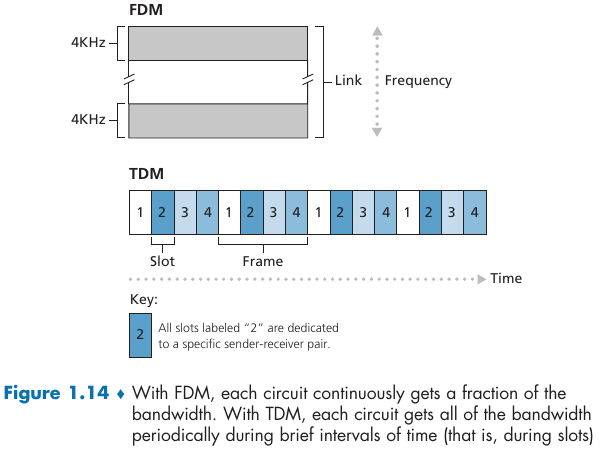 FDM
4KHz
Link
Frequency
4KHz
TDM
1 2 3 4 1 2 3 4 1 2 3 4 1 2 3 4
Slot
Frame
Time
Key:
2
All slots labeled “2” are dedicated
to a specific sender-receiver pair.
Figure 1.14 ♦ With FDM, each circuit continuously gets a fraction of the
bandwidth. With TDM, each circuit gets all of the bandwidth
periodically during brief intervals of time (that is, during slots)